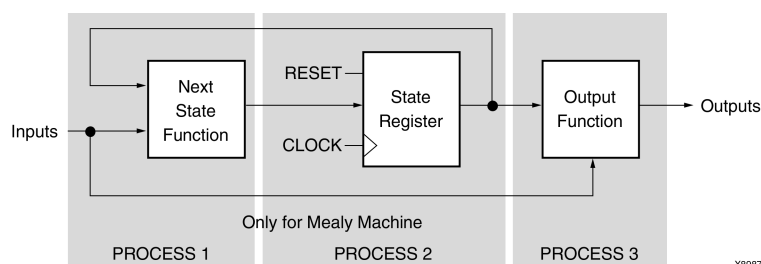 Next
State
Function
RESET
State
Register
CLOCK
Output
Function
Inputs
Outputs
Only for Mealy Machine
PROCESS 1
PROCESS 2
PROCESS 3